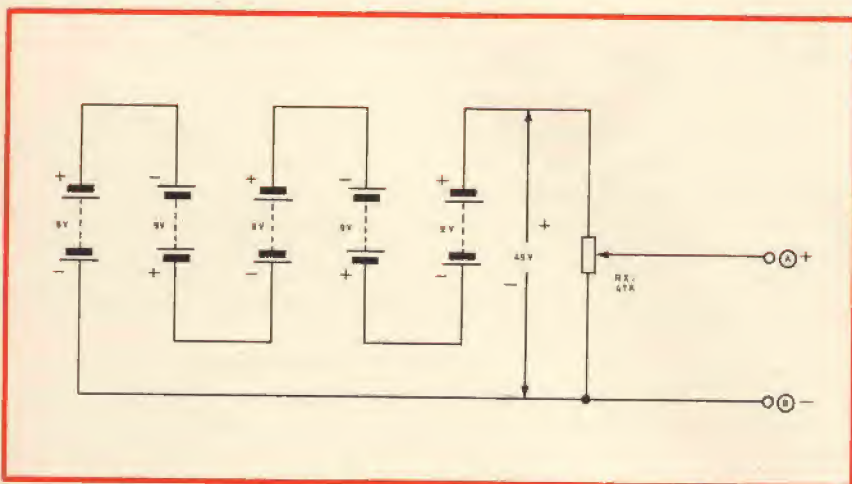 + - + - +
9V 9V 9V 9V 9V
- + - + -
+
45V
-
RX.
47K
A +
B -